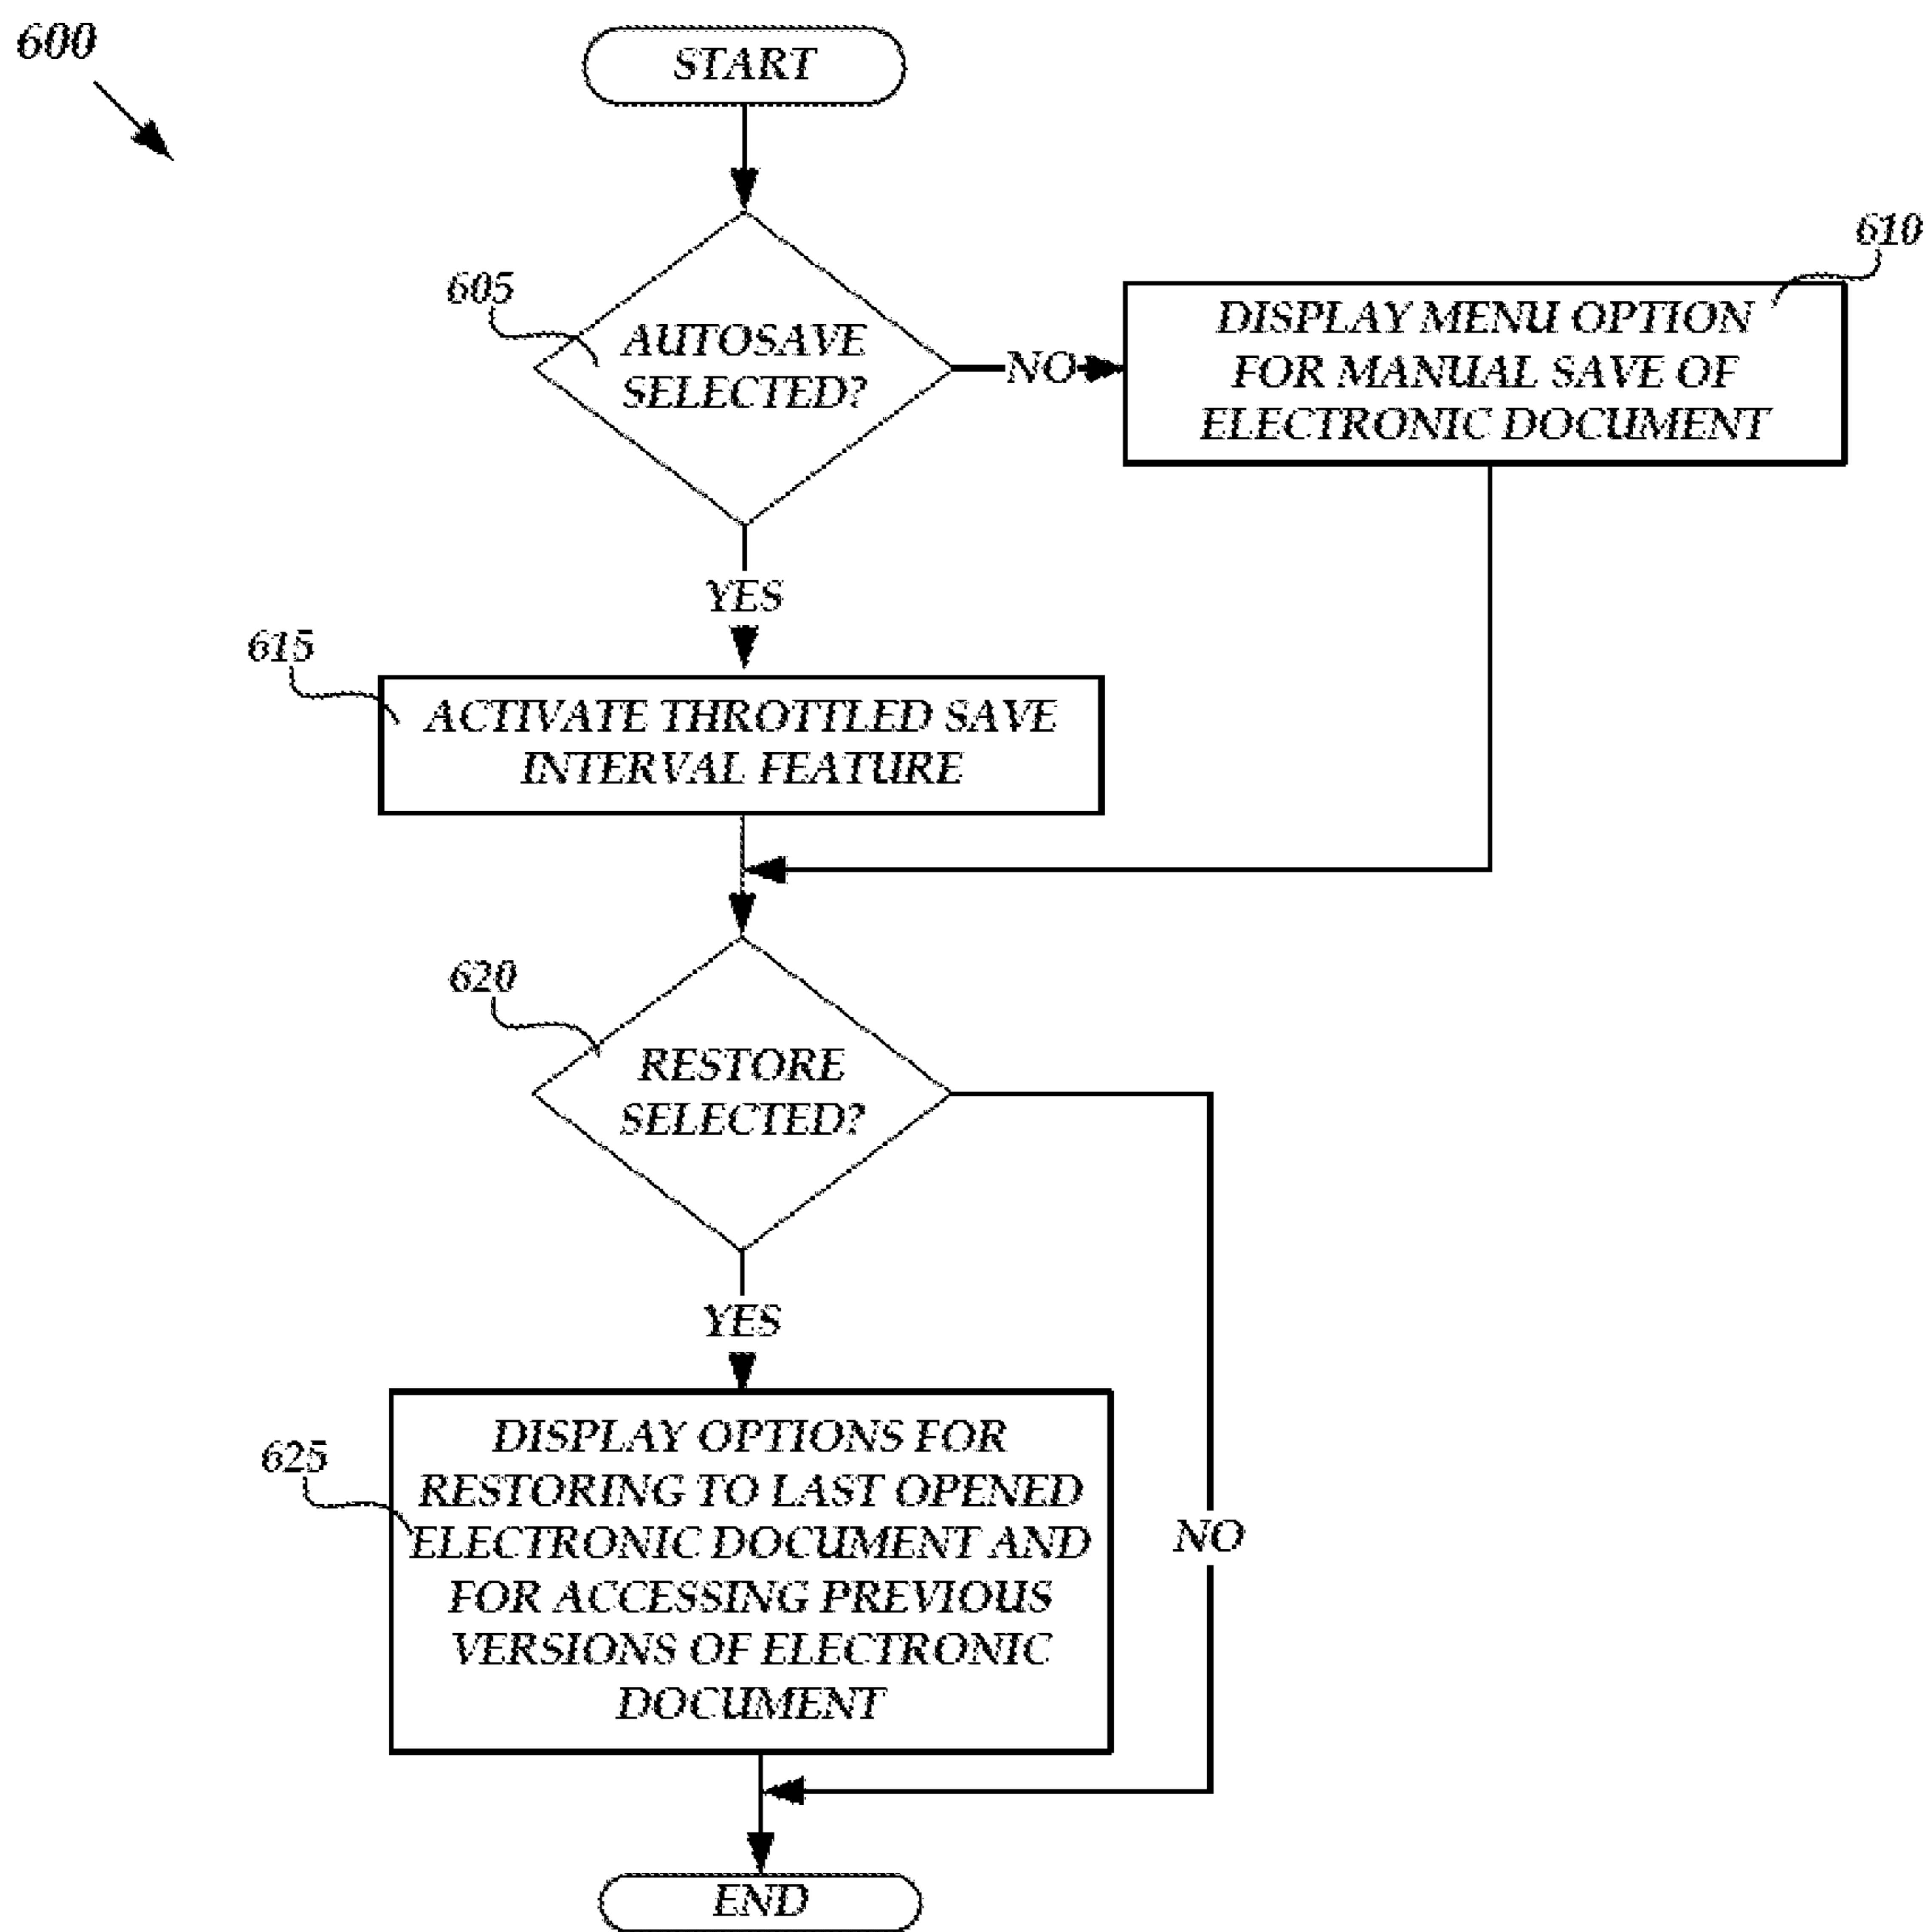 600
START
605
AUTOSAVE
SELECTED?
NO
610
DISPLAY MENU OPTION
FOR MANUAL SAVE OF
ELECTRONIC DOCUMENT
YES
615
ACTIVATE THROTTLED SAVE
INTERVAL FEATURE
620
RESTORE
SELECTED?
YES
NO
625
DISPLAY OPTIONS FOR
RESTORING TO LAST OPENED
ELECTRONIC DOCUMENT AND
FOR ACCESSING PREVIOUS
VERSIONS OF ELECTRONIC
DOCUMENT
END